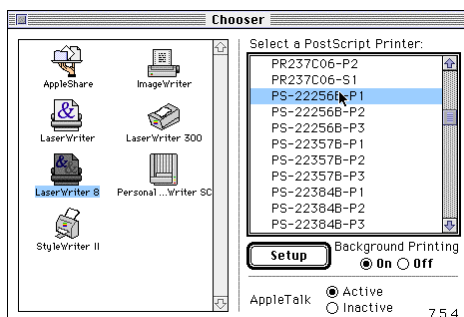 Chooser
AppleShare
ImageWriter
LaserWriter
LaserWriter 300
LaserWriter 8
Personal ...Writer SC
StyleWriter II
Select a PostScript Printer:
PR237C06-P2
PR237C06-S1
PS-22256B-P1
PS-22256B-P2
PS-22256B-P3
PS-22357B-P1
PS-22357B-P2
PS-22357B-P3
PS-22384B-P1
PS-22384B-P2
PS-22384B-P3
Setup
Background Printing
On Off
AppleTalk
Active
Inactive
7.5.4